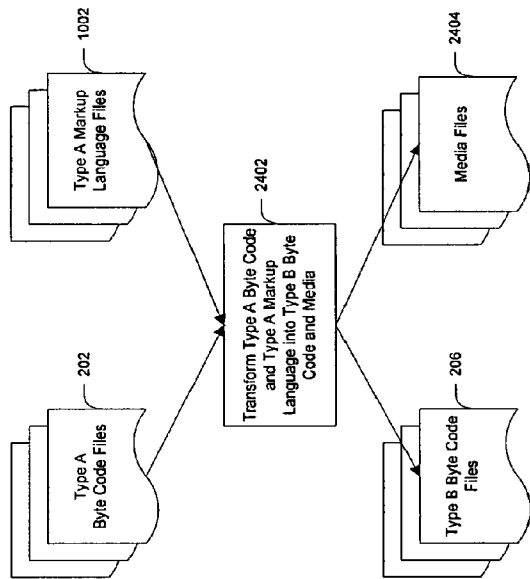 202
Type A
Byte Code Files
1002
Type A Markup
Language Files
2402
Transform Type A Byte Code
and Type A Markup
Language into Type B Byte
Code and Media
206
Type B Byte Code
Files
2404
Media Files